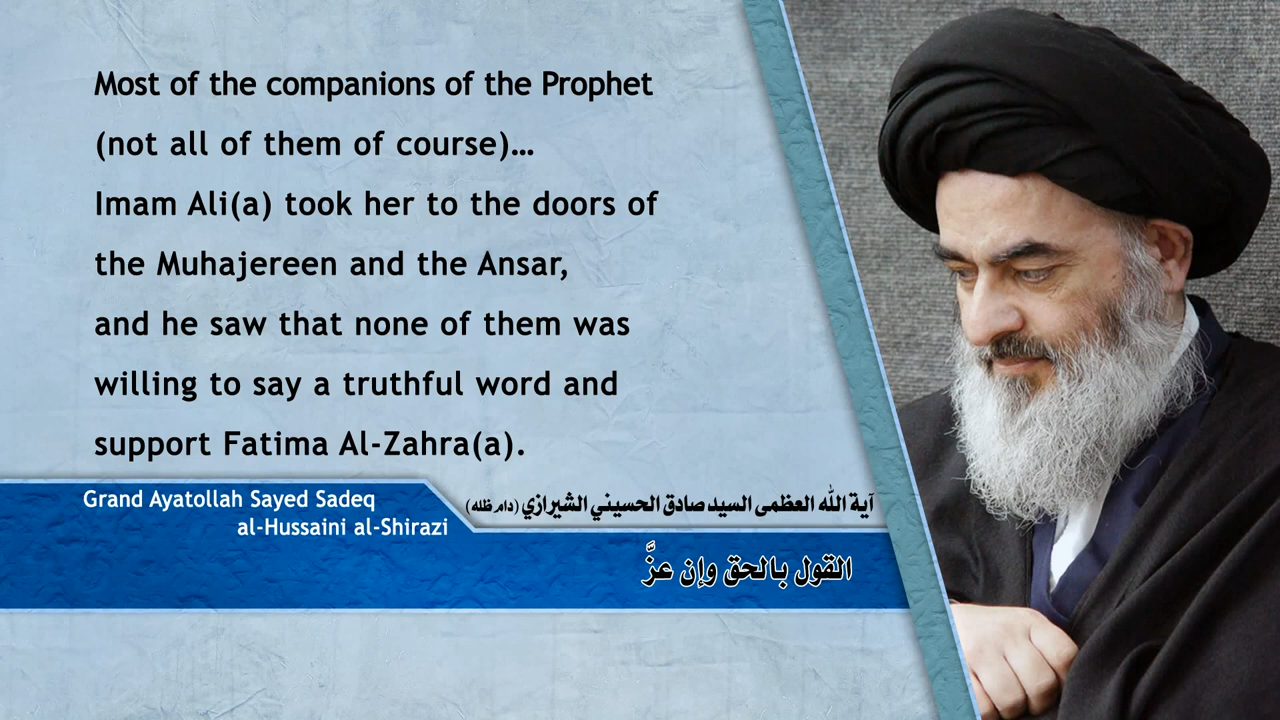 Most of the companions of the Prophet
(not all of them of course)…
Imam Ali(a) took her to the doors of
the Muhajereen and the Ansar,
and he saw that none of them was
willing to say a truthful word and
support Fatima Al-Zahra(a).
Grand Ayatollah Sayed Sadeq
al-Hussaini al-Shirazi
آية الله العظمى السيد صادق الحسيني الشيرازي (دام ظله)
القول بالحق وإن عزَّ